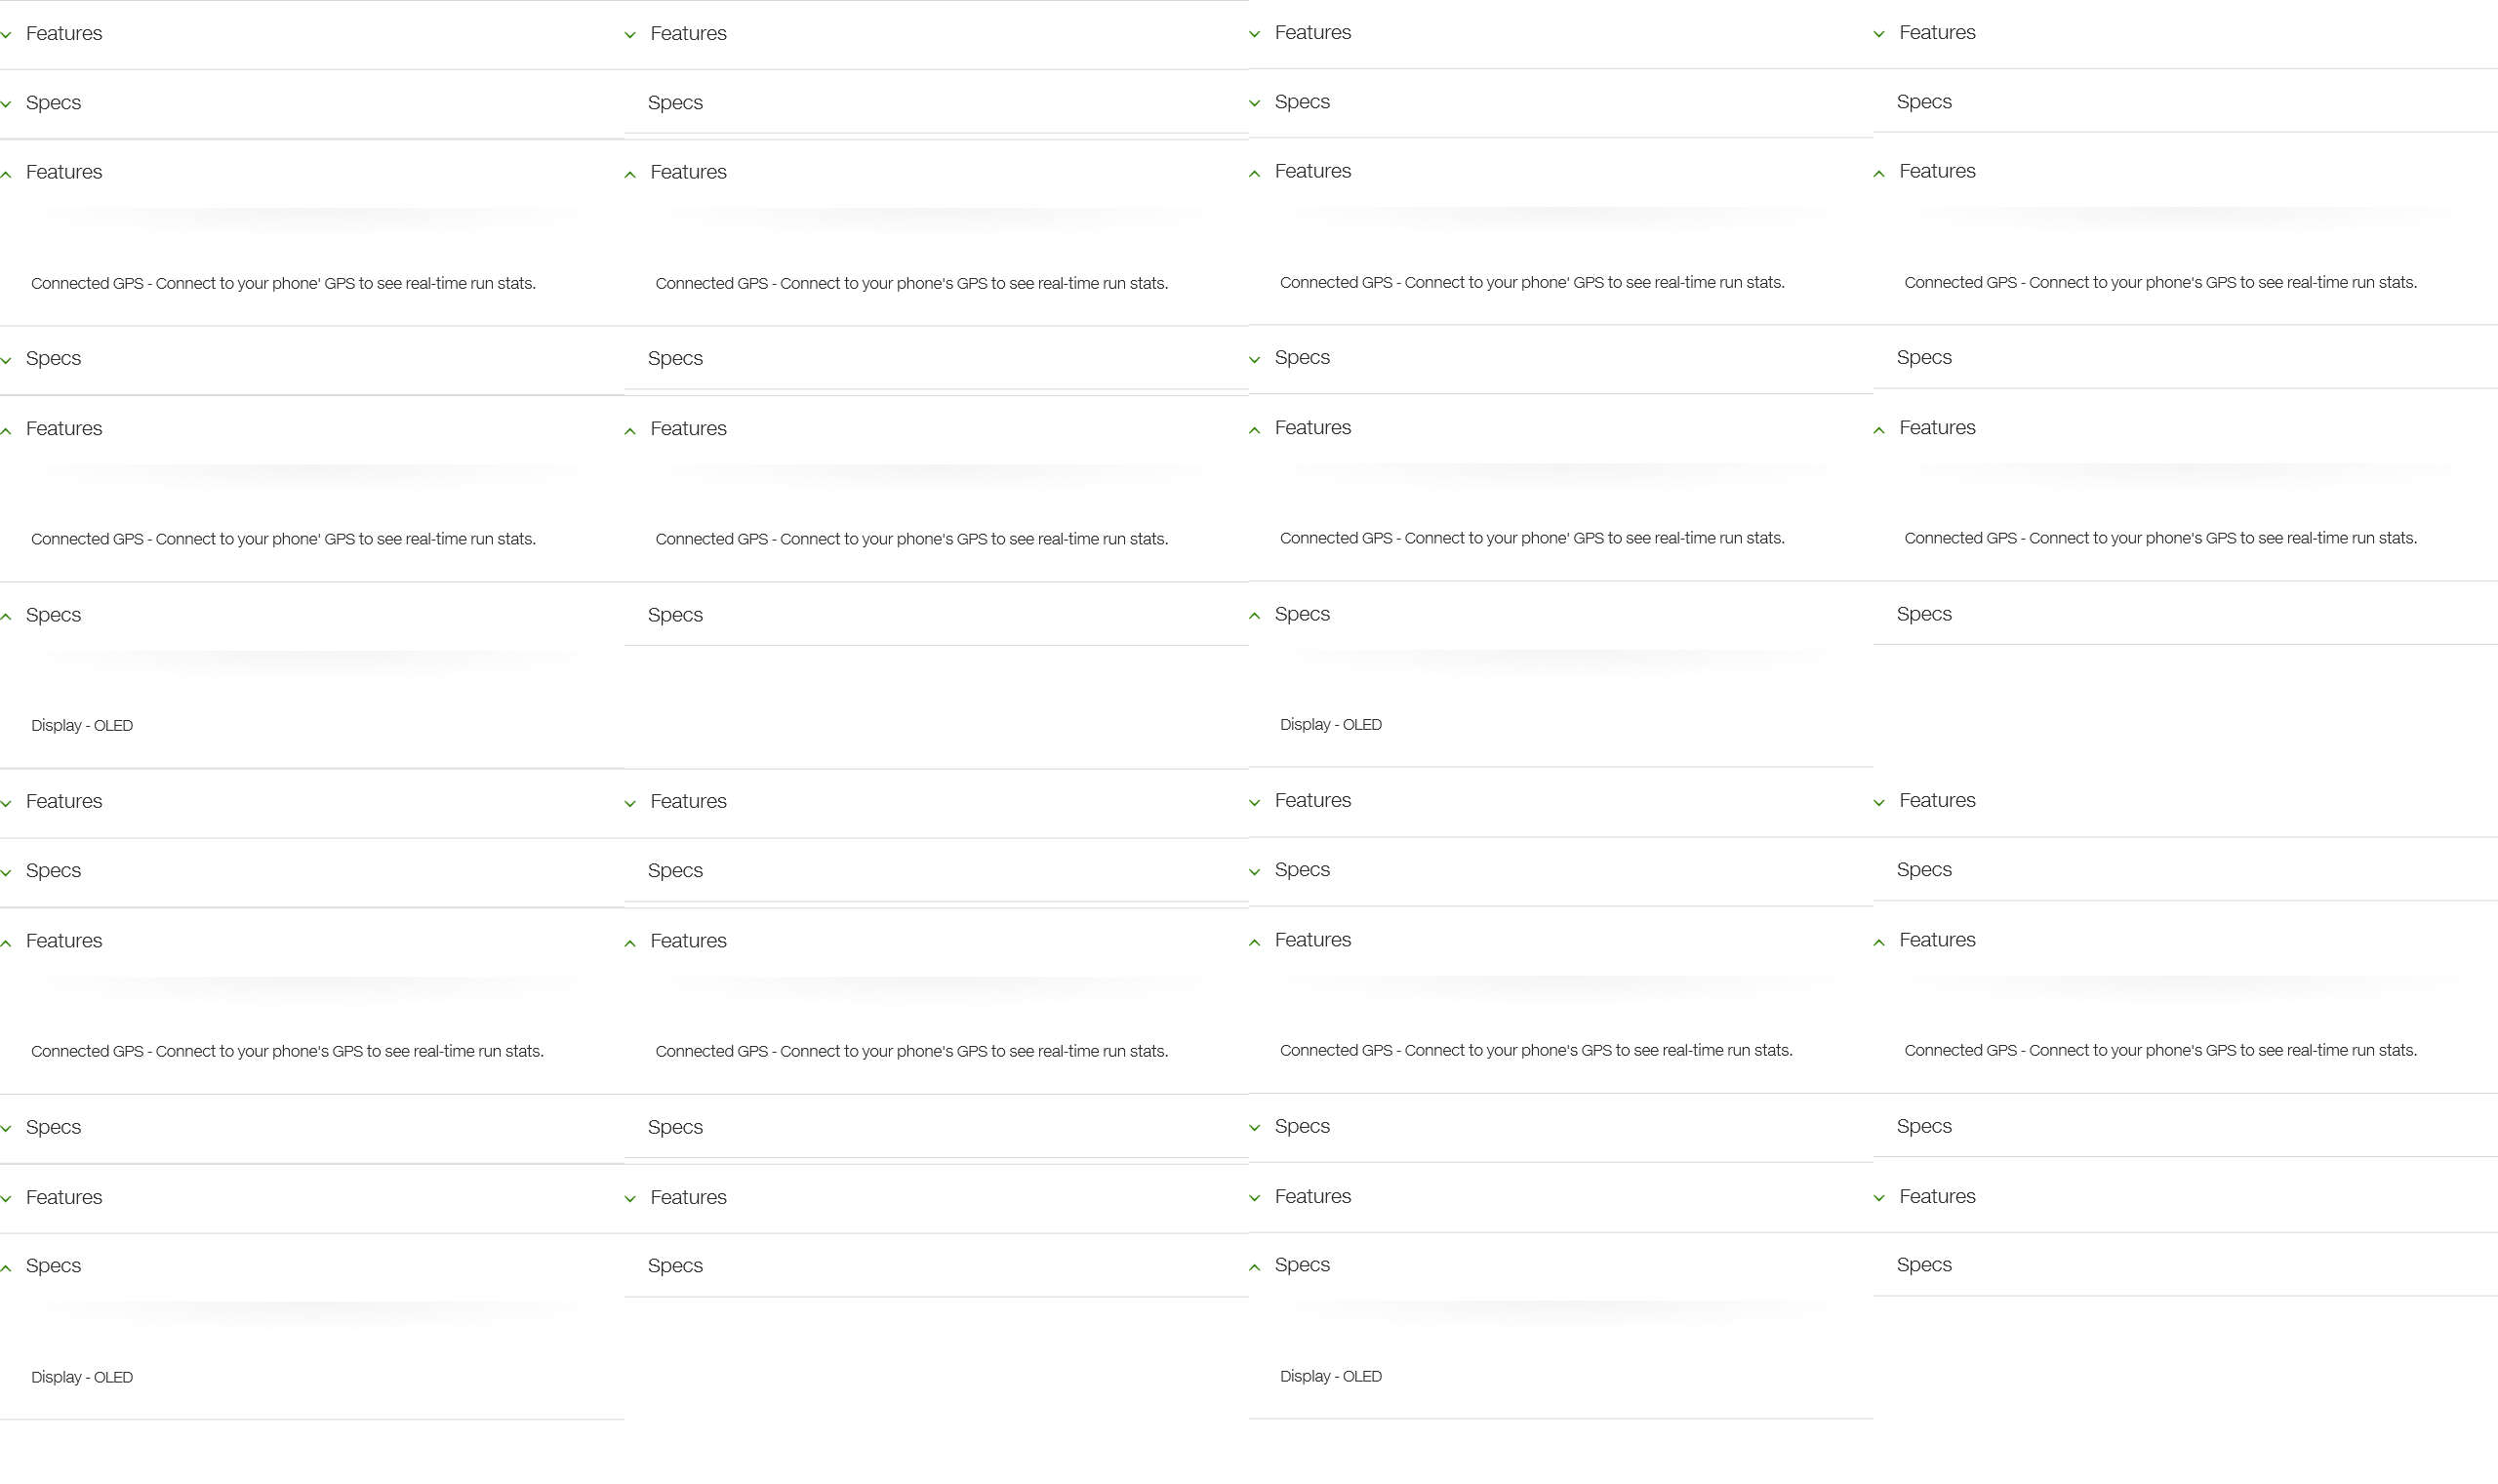 Features Features Features Features
Specs Specs Specs Specs
Features Features Features Features
Connected GPS - Connect to your phone' GPS to see real-time run stats. Connected GPS - Connect to your phone's GPS to see real-time run stats. Connected GPS - Connect to your phone' GPS to see real-time run stats. Connected GPS - Connect to your phone's GPS to see real-time run stats.
Specs Specs Specs Specs
Features Features Features Features
Connected GPS - Connect to your phone' GPS to see real-time run stats. Connected GPS - Connect to your phone's GPS to see real-time run stats. Connected GPS - Connect to your phone' GPS to see real-time run stats. Connected GPS - Connect to your phone's GPS to see real-time run stats.
Specs Specs Specs Specs
Display - OLED Display - OLED
Features Features Features Features
Specs Specs Specs Specs
Features Features Features Features
Connected GPS - Connect to your phone's GPS to see real-time run stats. Connected GPS - Connect to your phone's GPS to see real-time run stats. Connected GPS - Connect to your phone's GPS to see real-time run stats. Connected GPS - Connect to your phone's GPS to see real-time run stats.
Specs Specs Specs Specs
Features Features Features Features
Specs Specs Specs Specs
Display - OLED Display - OLED